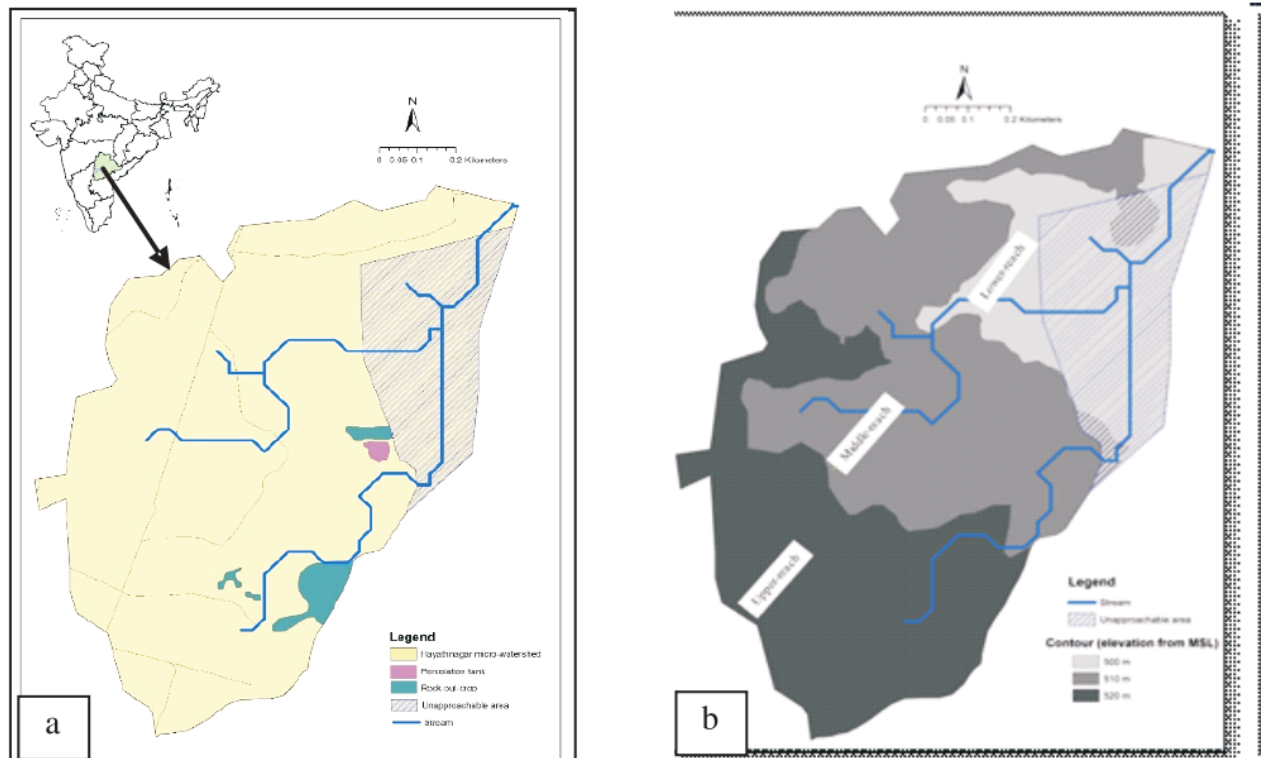 N
0 0.05 0.1 0.2 Kilometers
Legend
Hayathnagar micro-watershed
Percolation tank
Rock-out-crop
Unapproachable area
Stream
a
N
0 0.05 0.1 0.2 Kilometers
Lower-reach
Middle-reach
Upper-reach
Legend
Stream
Unapproachable area
Contour (elevation from MSL)
500 m
510 m
520 m
b